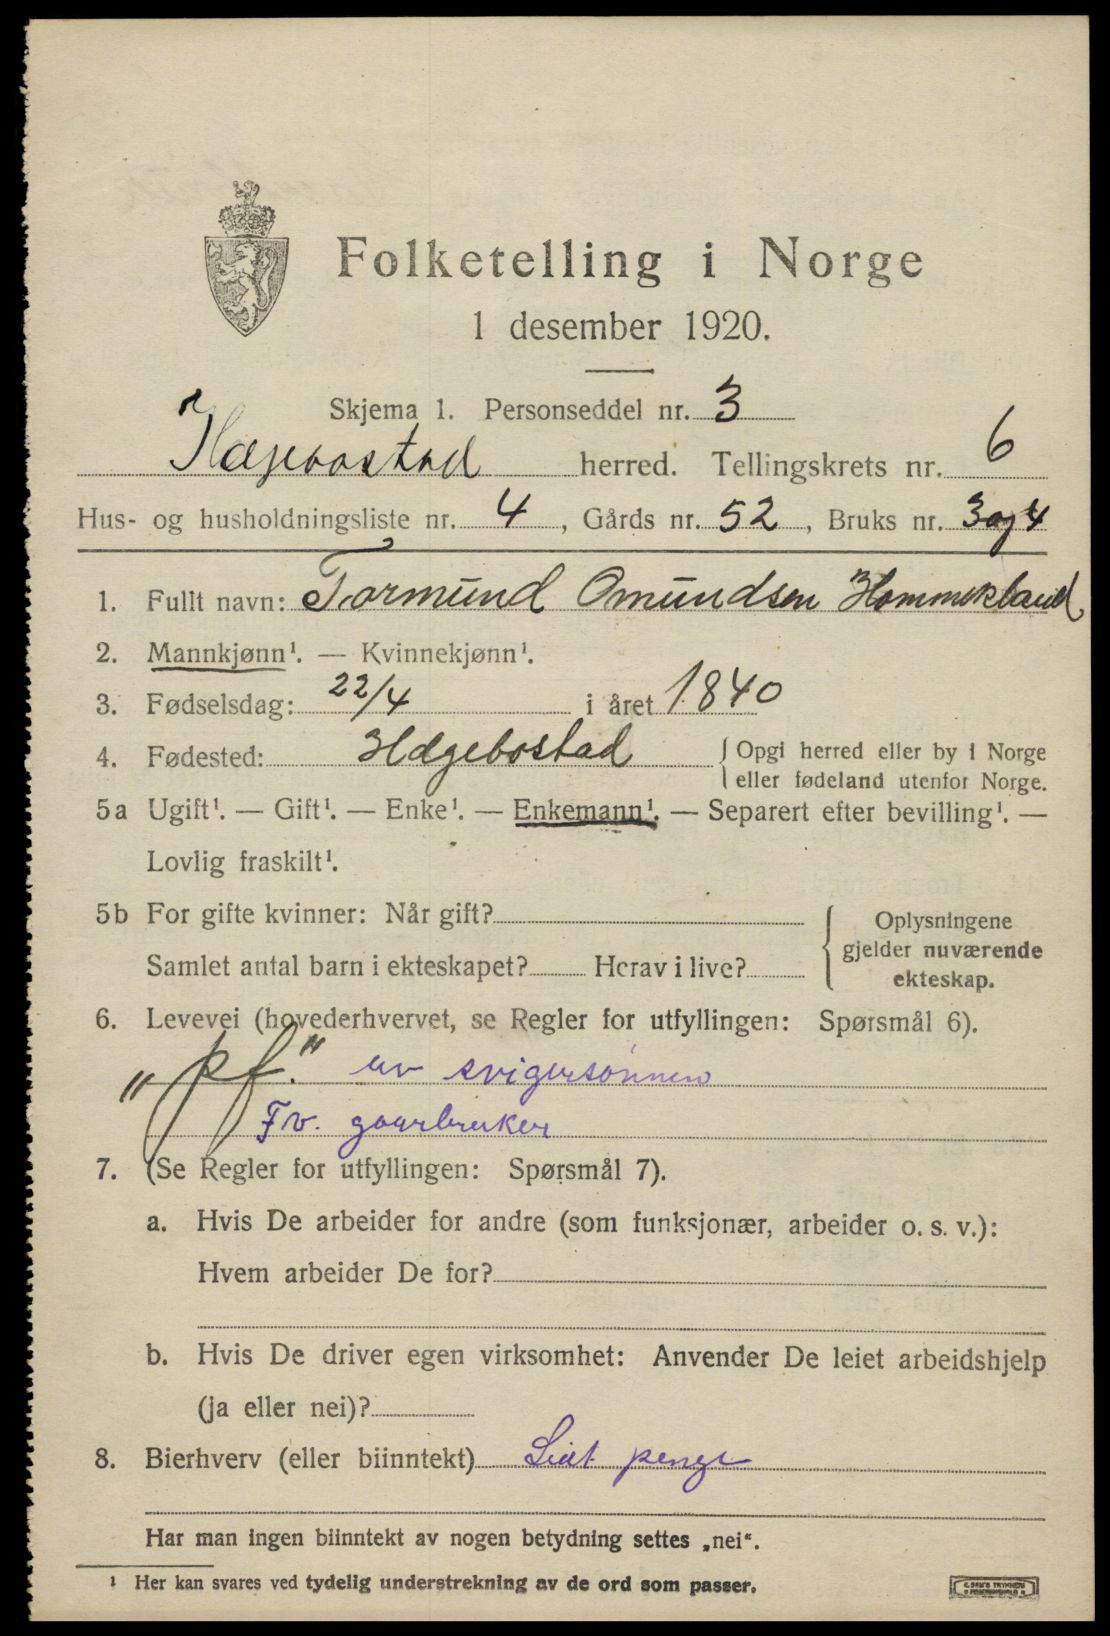 Folketelling i Norge
1 desember 1920.
Skjema 1. Personseddel nr. 3
Hægebostad herred. Tellingskrets nr. 6
Hus- og husholdningsliste nr. 4, Gårds nr. 52, Bruks nr. 3 og 4
1. Fullt navn: Tormund Omundsen Hommekland
2. Mannkjønn¹. — Kvinnekjønn¹.
3. Fødselsdag: 22/4 i året 1840
4. Fødested: Hægebostad { Opgi herred eller by i Norge
eller fødeland utenfor Norge.
5a Ugift¹. — Gift¹. — Enke¹. — Enkemann¹. — Separert efter bevilling¹. —
Lovlig fraskilt¹.
5b For gifte kvinner: Når gift?
Samlet antal barn i ekteskapet? Herav i live?
{ Oplysningene
gjelder nuværende
ekteskap.
6. Levevei (hovederhvervet, se Regler for utfyllingen: Spørsmål 6).
„pf." av svigersønnen
Fv. gaarbruker
7. (Se Regler for utfyllingen: Spørsmål 7).
a. Hvis De arbeider for andre (som funksjonær, arbeider o. s. v.):
Hvem arbeider De for?
b. Hvis De driver egen virksomhet: Anvender De leiet arbeidshjelp
(ja eller nei)?
8. Bierhverv (eller biinntekt) Lidt penge
Har man ingen biinntekt av nogen betydning settes „nei“.
¹ Her kan svares ved tydelig understrekning av de ord som passer.